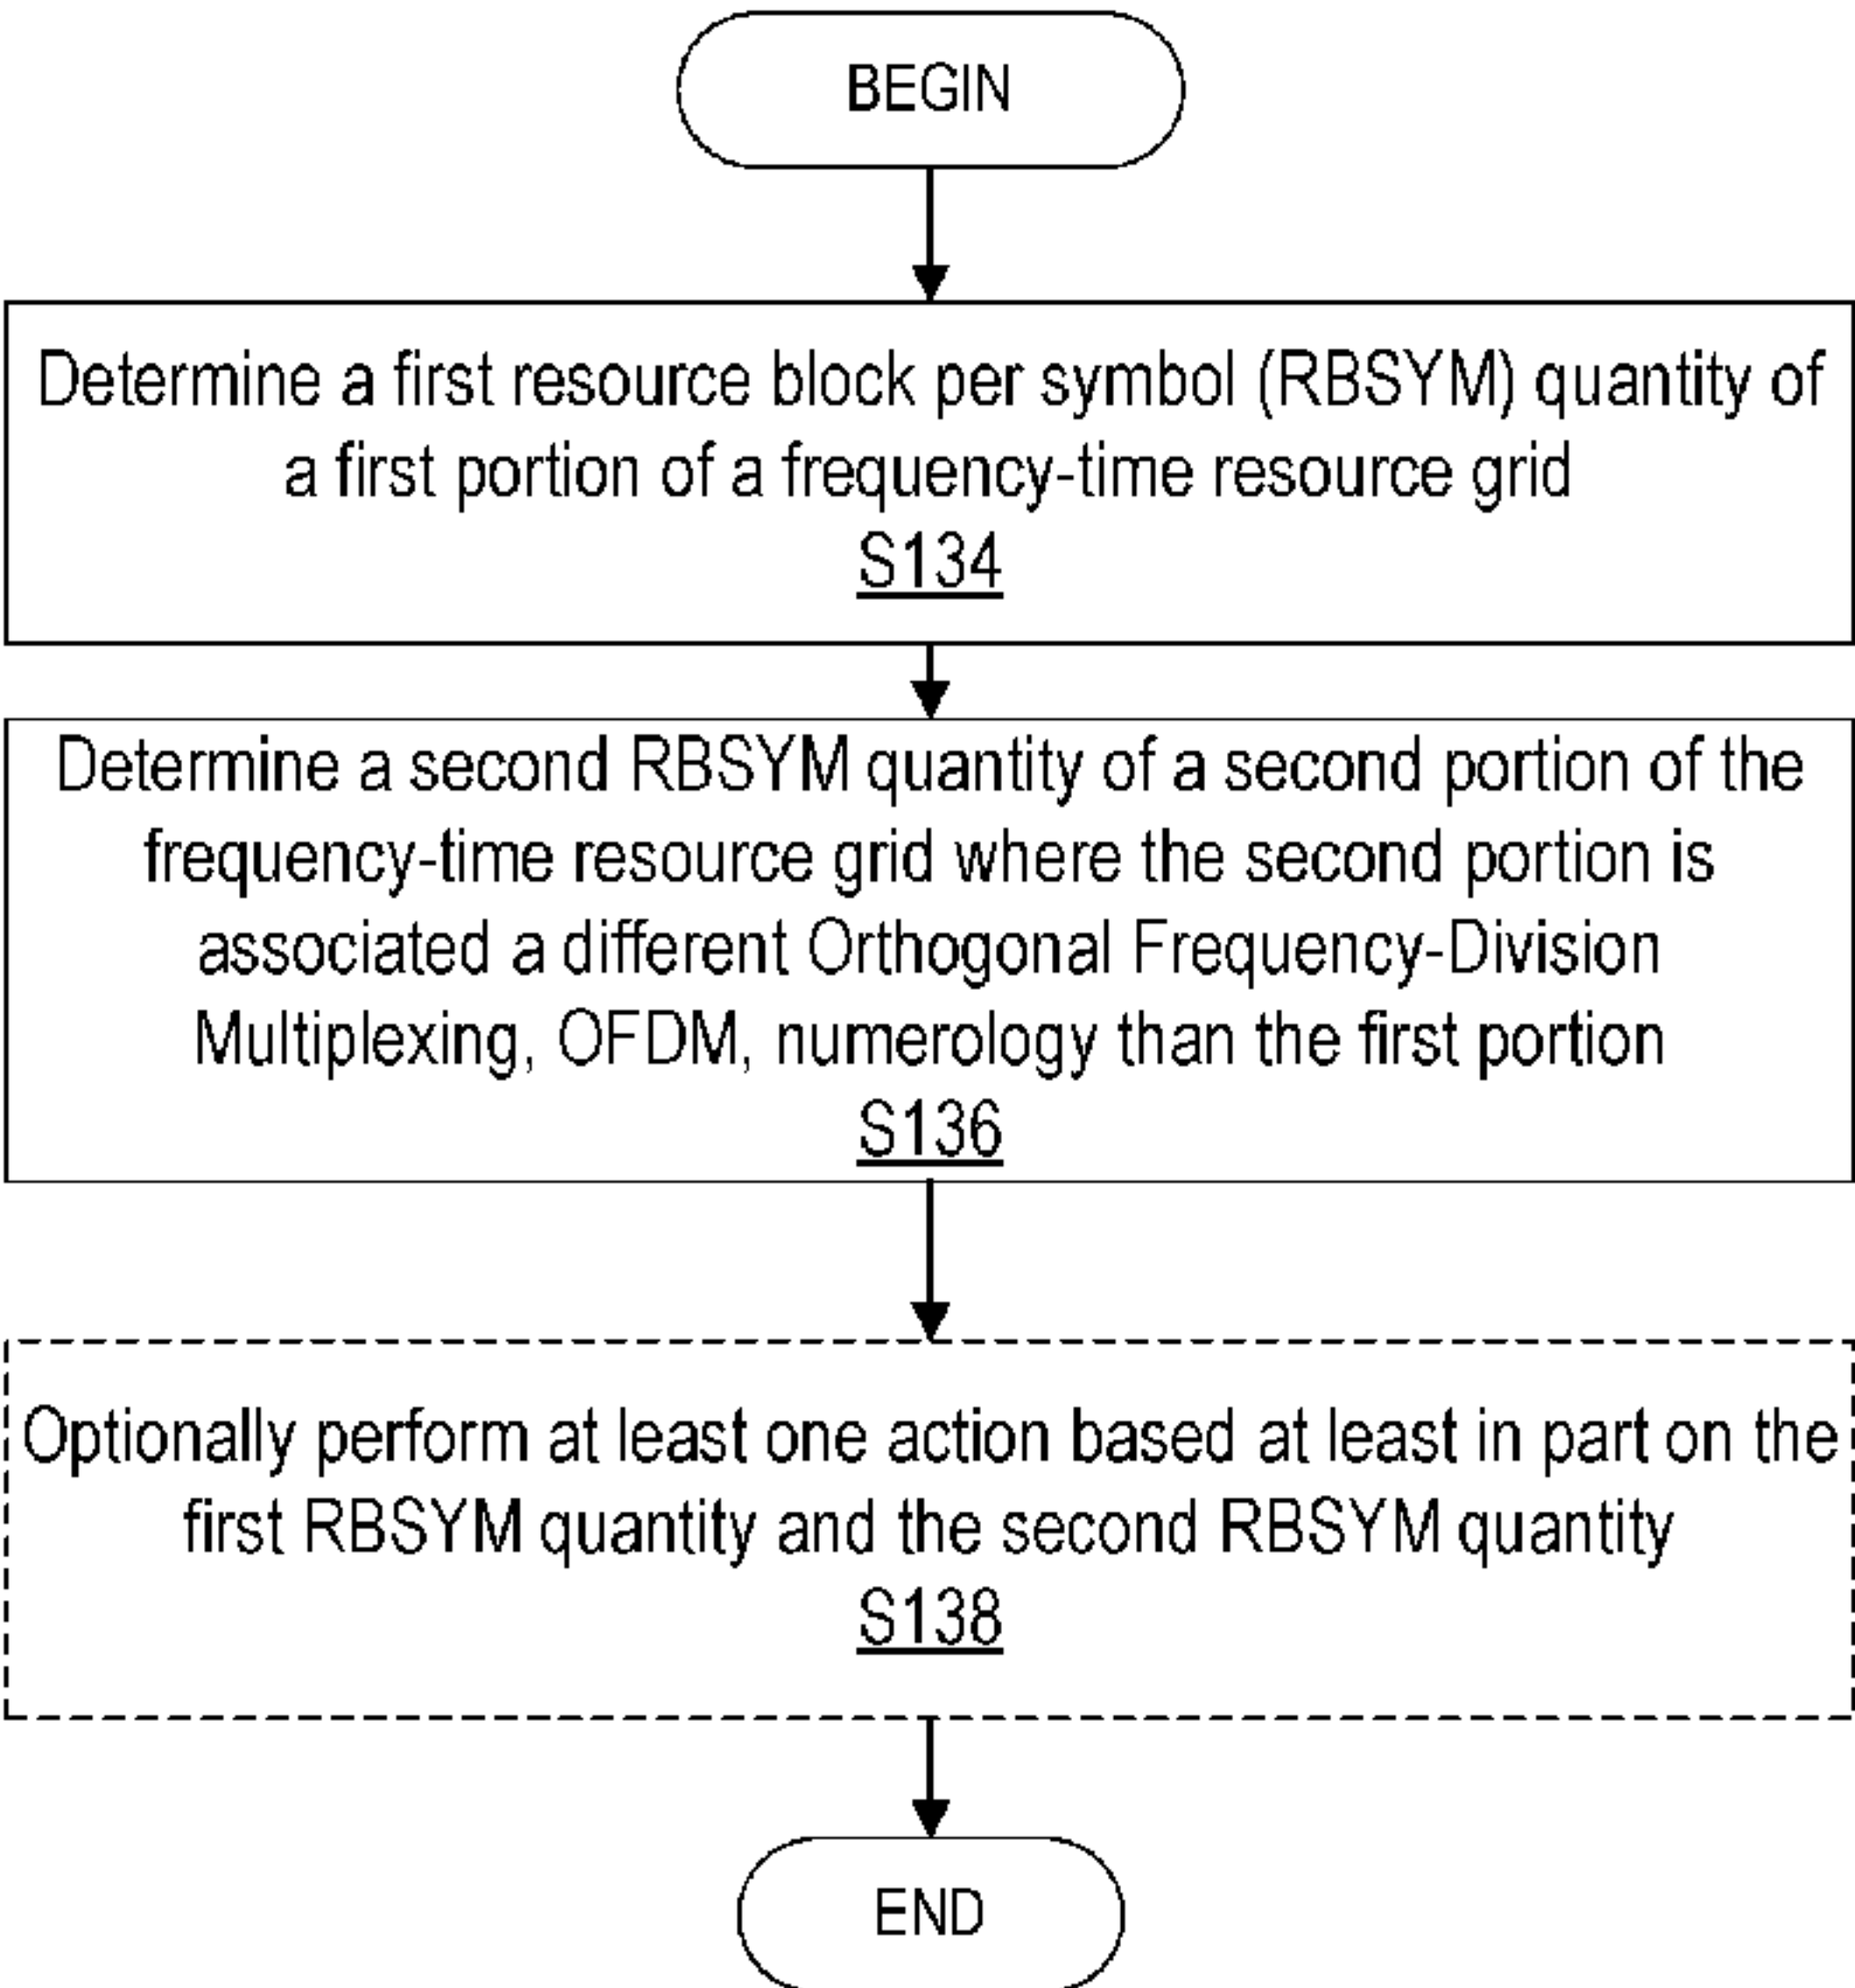 BEGIN
Determine a first resource block per symbol (RBSYM) quantity of
a first portion of a frequency-time resource grid
S134
Determine a second RBSYM quantity of a second portion of the
frequency-time resource grid where the second portion is
associated a different Orthogonal Frequency-Division
Multiplexing, OFDM, numerology than the first portion
S136
Optionally perform at least one action based at least in part on the
first RBSYM quantity and the second RBSYM quantity
S138
END